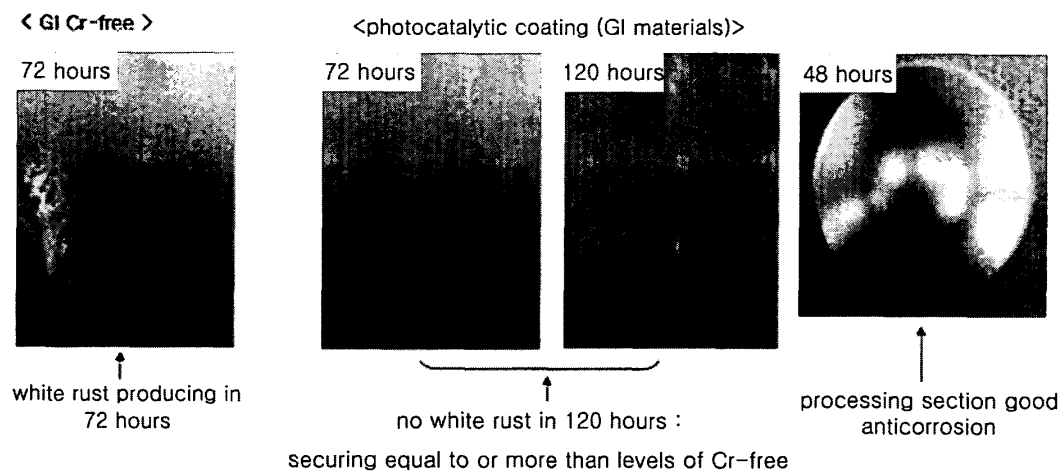 < GI Cr-free >
<photocatalytic coating (GI materials)>
72 hours
72 hours
120 hours
48 hours
white rust producing in
72 hours
no white rust in 120 hours :
securing equal to or more than levels of Cr-free
processing section good
anticorrosion